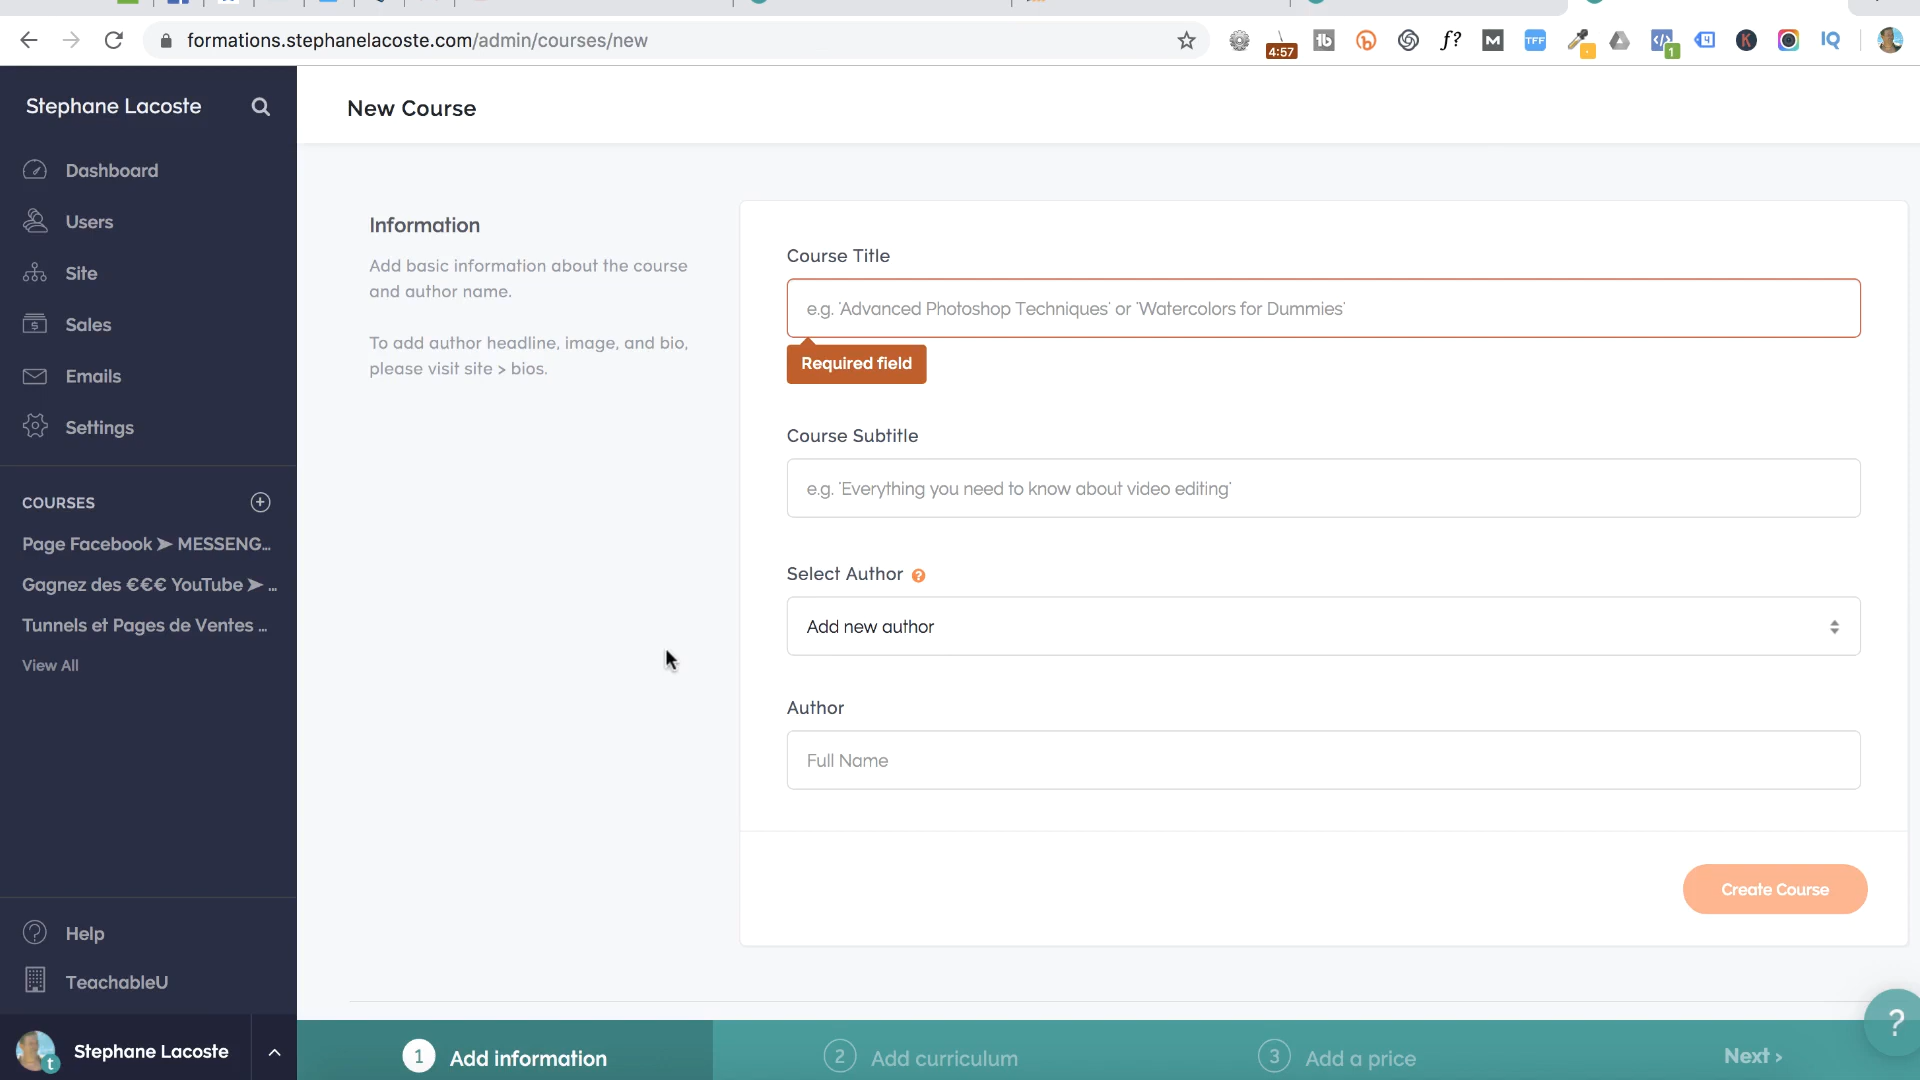 formations.stephanelacoste.com/admin/courses/new
4:57
1b
f?
M
TFF
1
K
IQ
Stephane Lacoste
New Course
Dashboard
Users
Site
Sales
Emails
Settings
COURSES
Page Facebook ➤ MESSENG...
Gagnez des €€€ YouTube ➤ ...
Tunnels et Pages de Ventes ...
View All
Help
TeachableU
t
Stephane Lacoste
Information
Add basic information about the course
and author name.
To add author headline, image, and bio,
please visit site > bios.
Course Title
e.g. 'Advanced Photoshop Techniques' or 'Watercolors for Dummies'
Required field
Course Subtitle
e.g. 'Everything you need to know about video editing'
Select Author ?
Add new author
Author
Full Name
Create Course
?
1 Add information
2 Add curriculum
3 Add a price
Next >